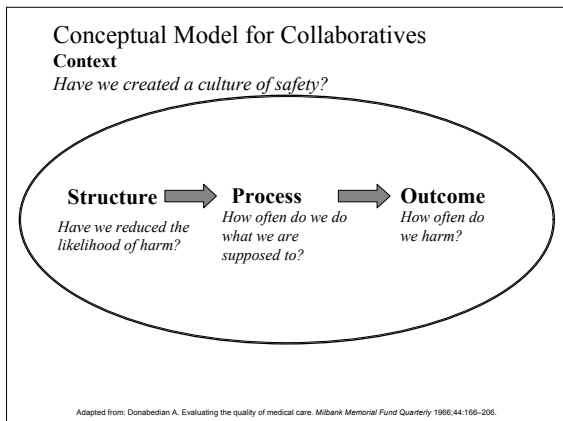 Conceptual Model for Collaboratives
Context
Have we created a culture of safety?
Structure
Have we reduced the
likelihood of harm?
Process
How often do we do
what we are
supposed to?
Outcome
How often do
we harm?
Adapted from: Donabedian A. Evaluating the quality of medical care. Milbank Memorial Fund Quarterly 1966;44:166–206.